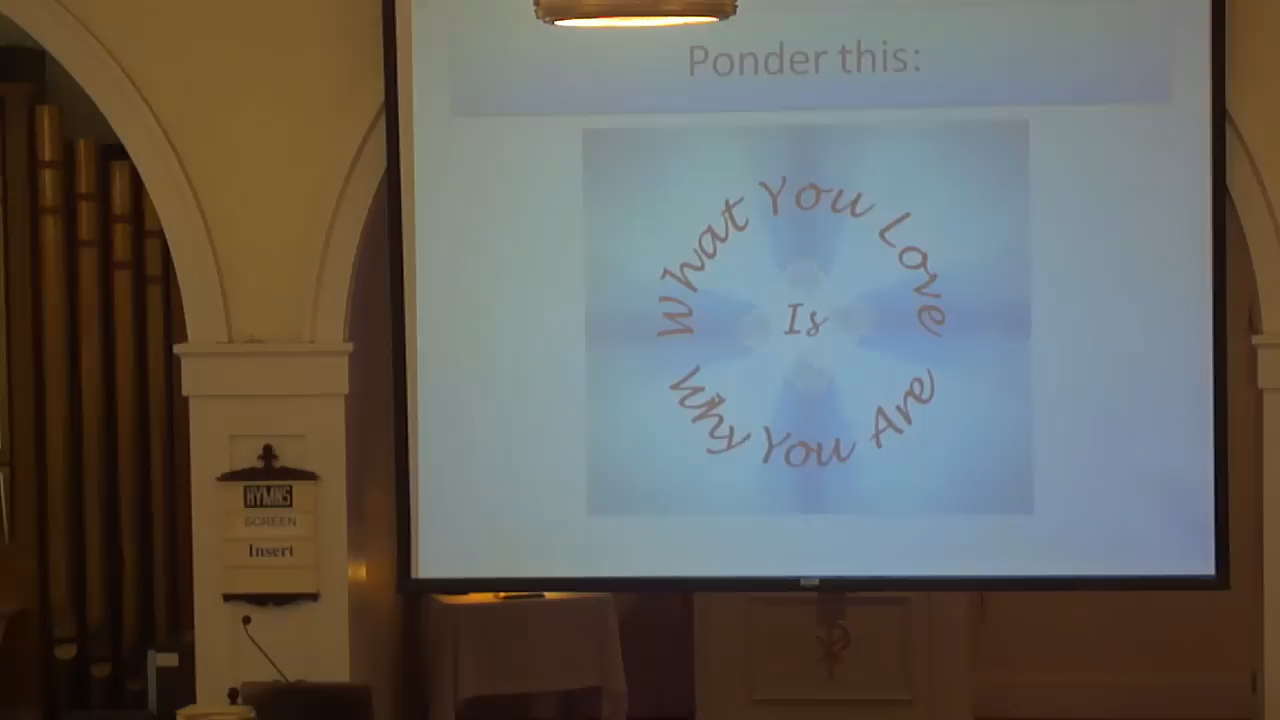 Ponder this:
What You Love
Is
Why You Are
HYMNS
SCREEN
Insert